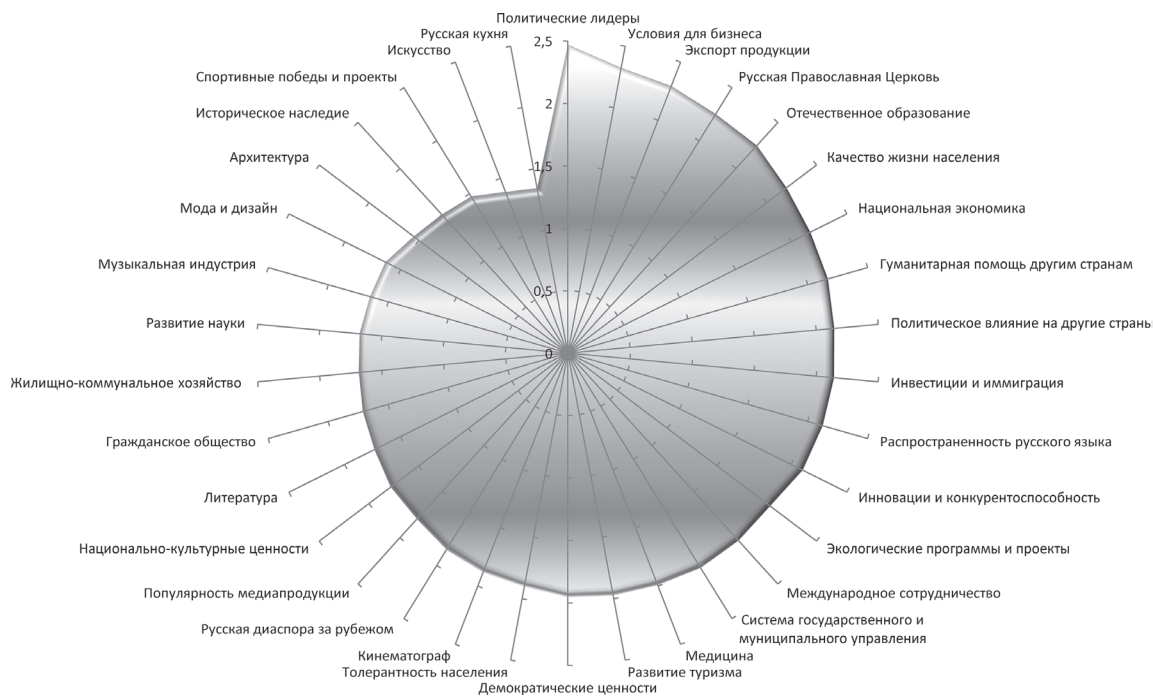 Политические лидеры
Условия для бизнеса
Экспорт продукции
Русская Православная Церковь
Отечественное образование
Качество жизни населения
Национальная экономика
Гуманитарная помощь другим странам
Политическое влияние на другие страны
Инвестиции и иммиграция
Распространенность русского языка
Инновации и конкурентоспособность
Экологические программы и проекты
Международное сотрудничество
Система государственного и
муниципального управления
Медицина
Развитие туризма
Демократические ценности
Толерантность населения
Кинематограф
Русская диаспора за рубежом
Популярность медиапродукции
Национально-культурные ценности
Литература
Гражданское общество
Жилищно-коммунальное хозяйство
Развитие науки
Музыкальная индустрия
Мода и дизайн
Архитектура
Историческое наследие
Спортивные победы и проекты
Искусство
Русская кухня
2,5
2
1,5
1
0,5
0